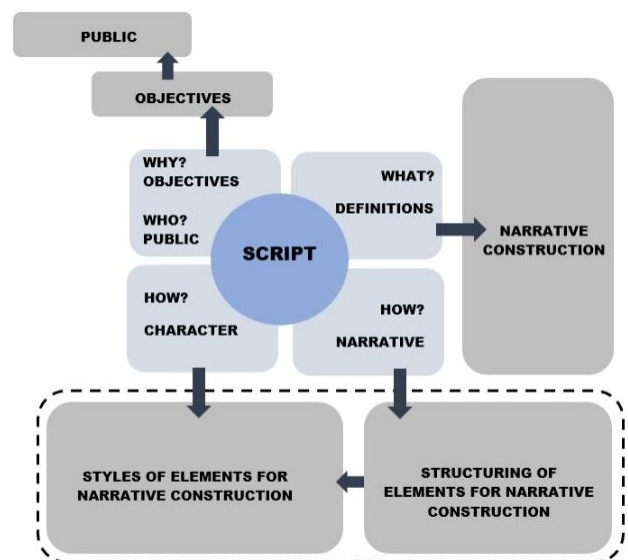 PUBLIC
OBJECTIVES
WHY?
OBJECTIVES
WHO?
PUBLIC
WHAT?
DEFINITIONS
NARRATIVE
CONSTRUCTION
SCRIPT
HOW?
CHARACTER
HOW?
NARRATIVE
STYLES OF ELEMENTS FOR
NARRATIVE CONSTRUCTION
STRUCTURING OF
ELEMENTS FOR NARRATIVE
CONSTRUCTION